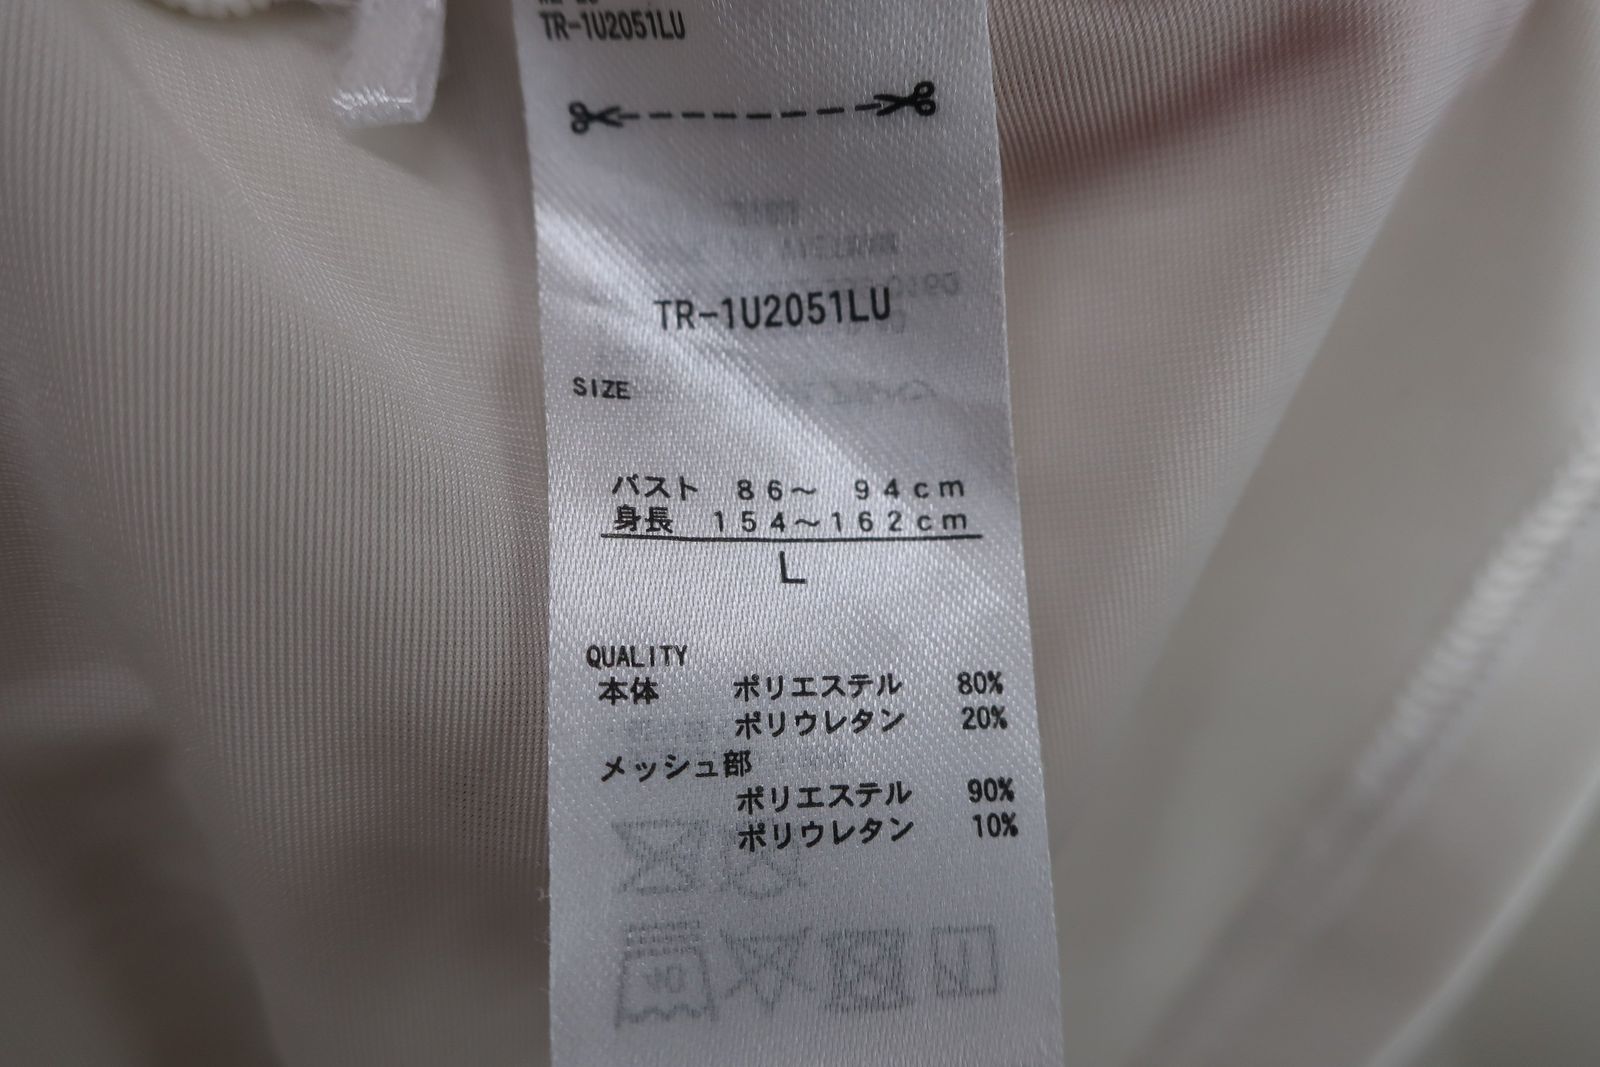 TR-1U2051LU
TR-1U2051LU
SIZE
バスト 86～ 94cm
身長 154～162cm
L
QUALITY
本体 ポリエステル 80%
ポリウレタン 20%
メッシュ部
ポリエステル 90%
ポリウレタン 10%